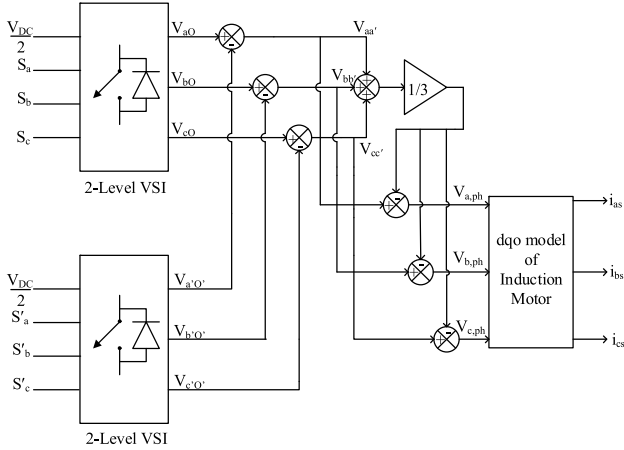 V_DC/2
S_a
S_b
S_c
2-Level VSI
V_aO
V_bO
V_cO
V_aa'
V_bb'
V_cc'
1/3
V_DC/2
S'_a
S'_b
S'_c
2-Level VSI
V_a'O'
V_b'O'
V_c'O'
V_a,ph
V_b,ph
V_c,ph
dqo model
of
Induction
Motor
i_as
i_bs
i_cs